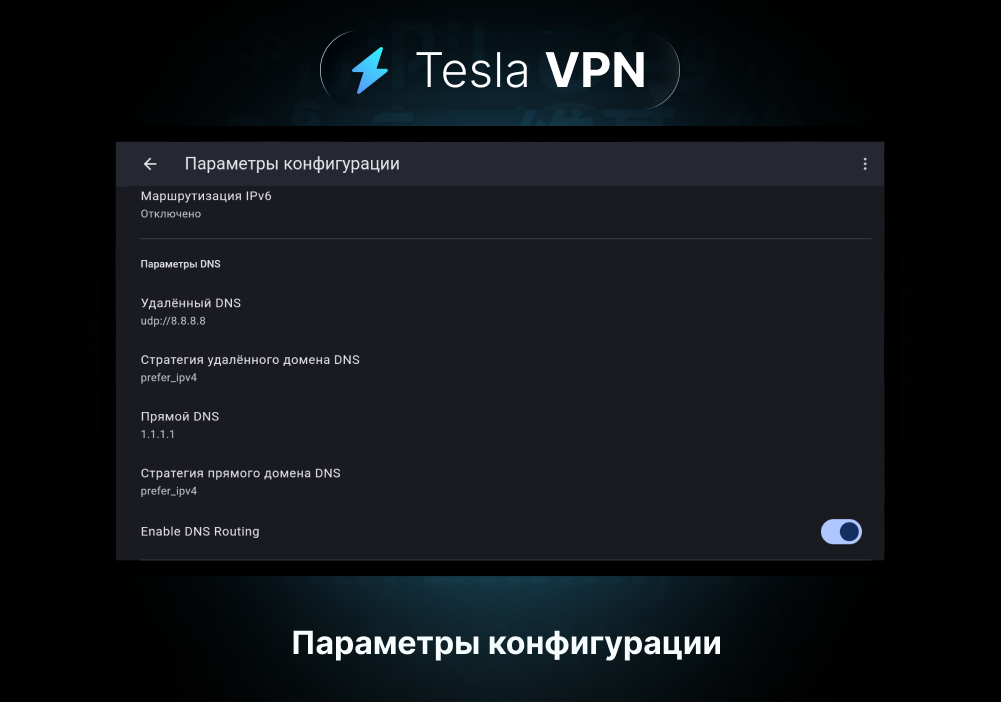 Tesla VPN
Параметры конфигурации
Маршрутизация IPv6
Отключено
Параметры DNS
Удалённый DNS
udp://8.8.8.8
Стратегия удалённого домена DNS
prefer_ipv4
Прямой DNS
1.1.1.1
Стратегия прямого домена DNS
prefer_ipv4
Enable DNS Routing
Параметры конфигурации